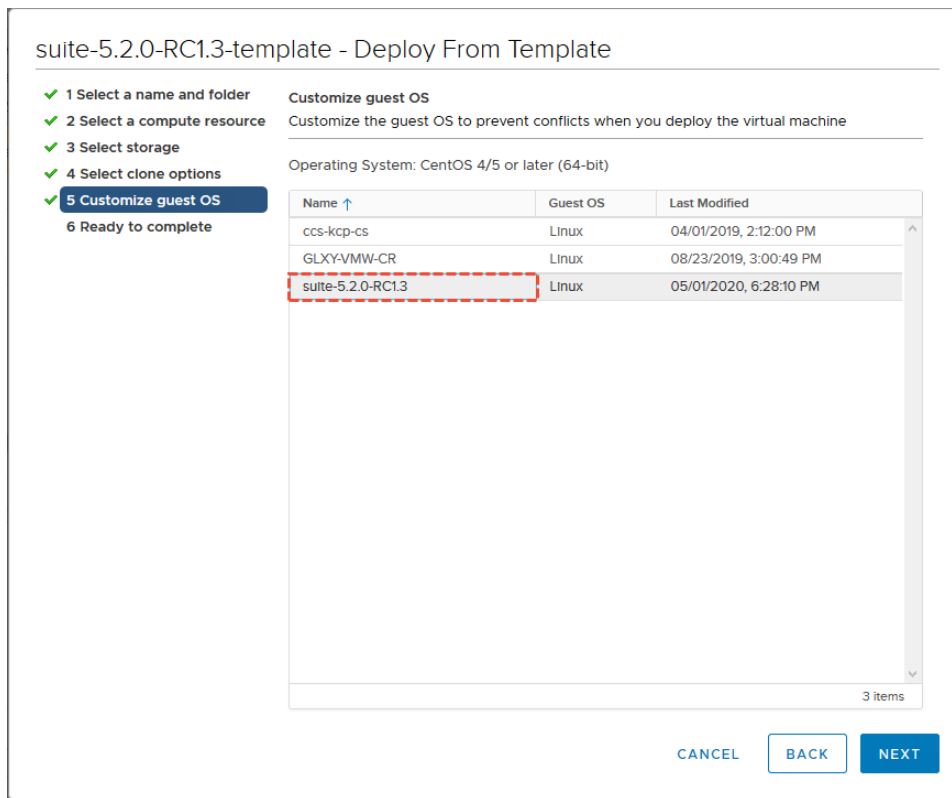 suite-5.2.0-RC1.3-template - Deploy From Template
1 Select a name and folder
2 Select a compute resource
3 Select storage
4 Select clone options
5 Customize guest OS
6 Ready to complete
Customize guest OS
Customize the guest OS to prevent conflicts when you deploy the virtual machine
Operating System: CentOS 4/5 or later (64-bit)
Name ↑ Guest OS Last Modified
ccs-kcp-cs Linux 04/01/2019, 2:12:00 PM
GLXY-VMW-CR Linux 08/23/2019, 3:00:49 PM
suite-5.2.0-RC1.3 Linux 05/01/2020, 6:28:10 PM
3 items
CANCEL BACK NEXT